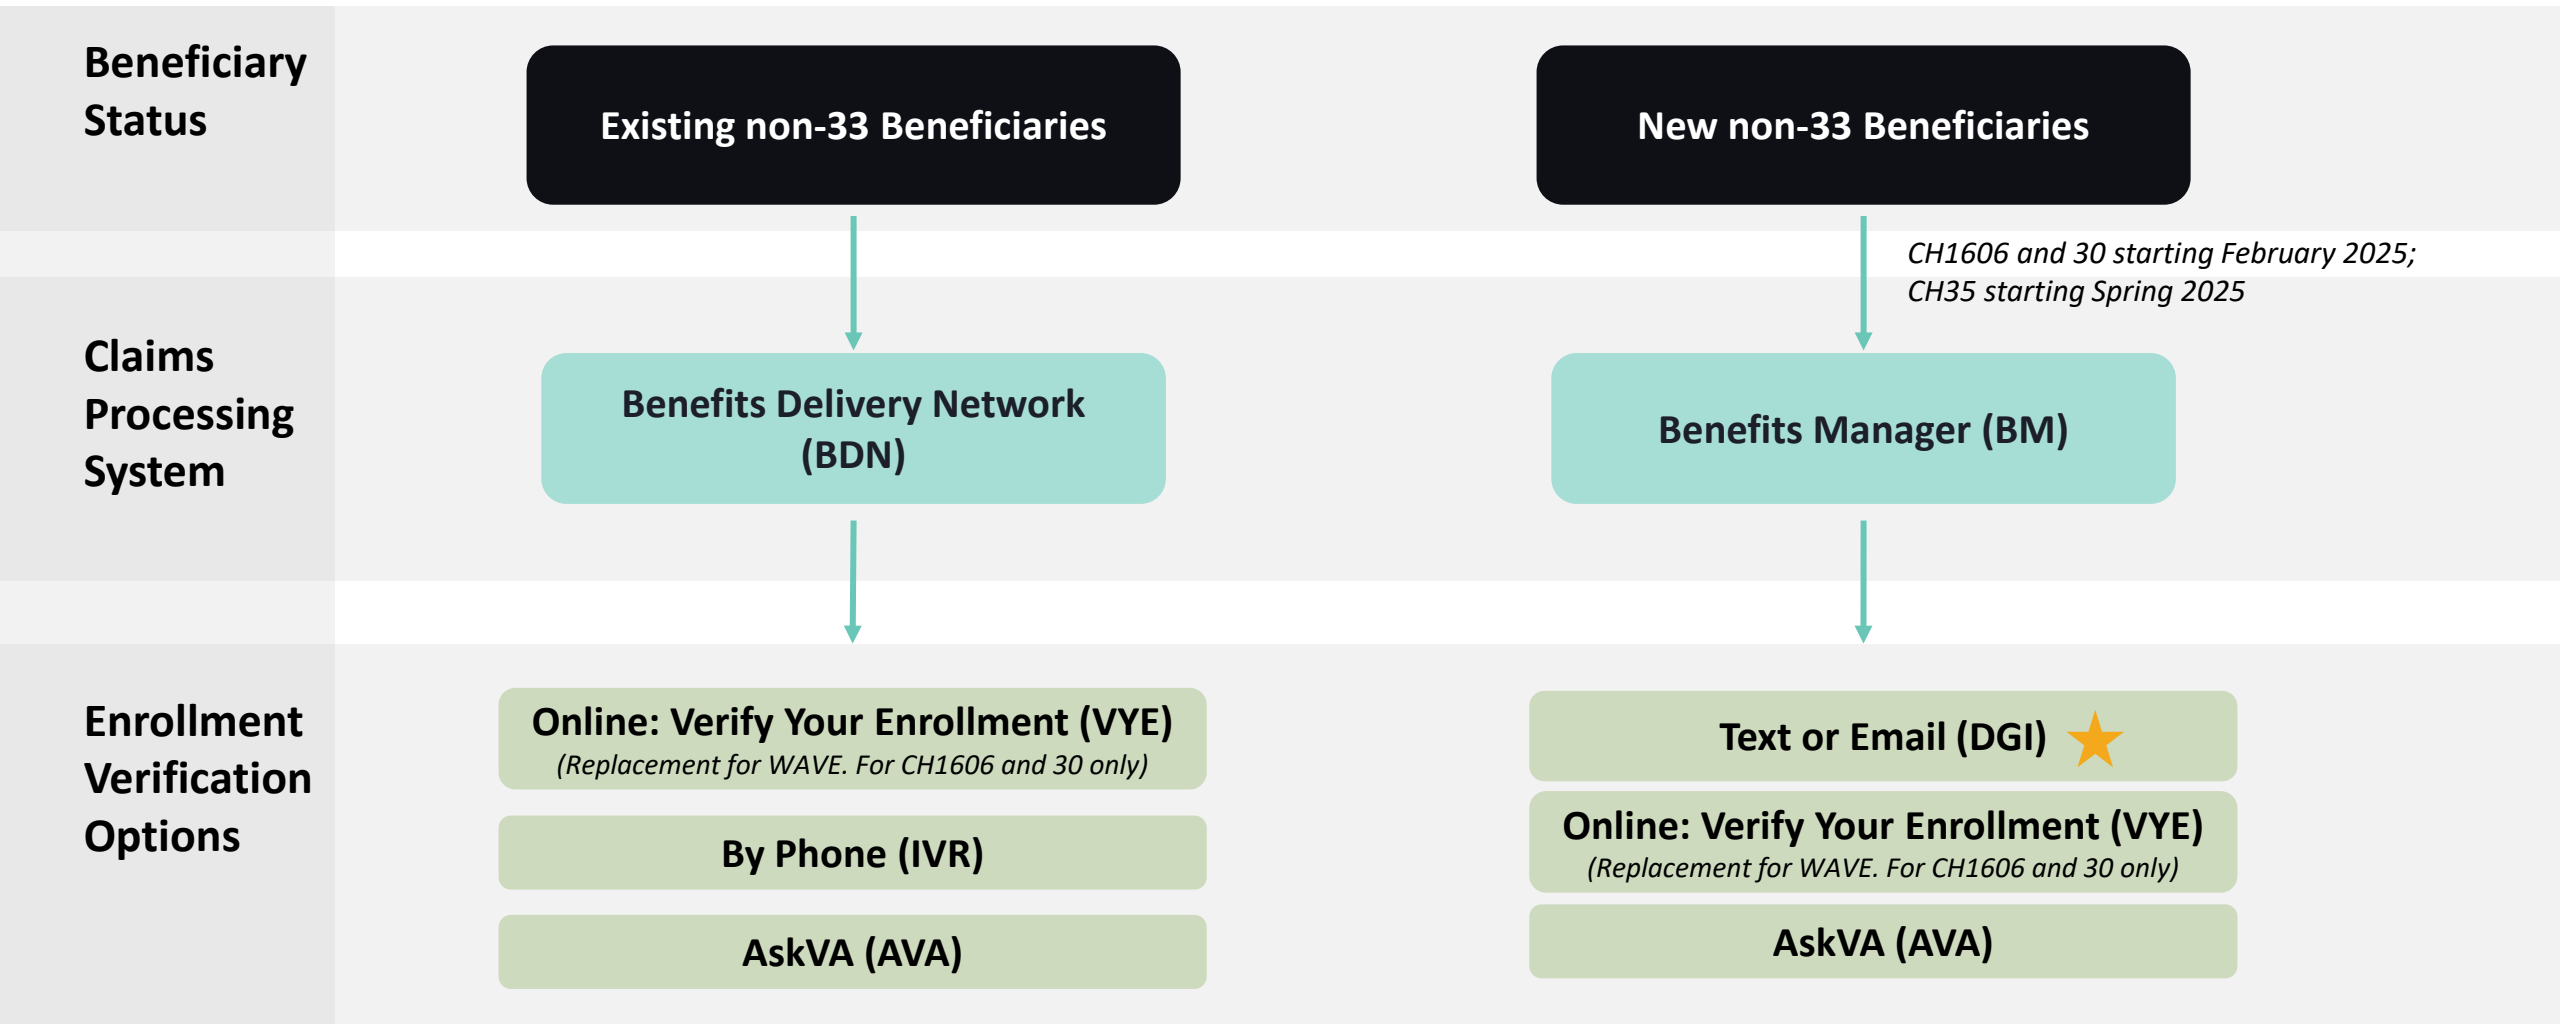 Beneficiary
Status
Existing non-33 Beneficiaries
New non-33 Beneficiaries
CH1606 and 30 starting February 2025;
CH35 starting Spring 2025
Claims
Processing
System
Benefits Delivery Network
(BDN)
Benefits Manager (BM)
Enrollment
Verification
Options
Online: Verify Your Enrollment (VYE)
(Replacement for WAVE. For CH1606 and 30 only)
By Phone (IVR)
AskVA (AVA)
Text or Email (DGI)
Online: Verify Your Enrollment (VYE)
(Replacement for WAVE. For CH1606 and 30 only)
AskVA (AVA)